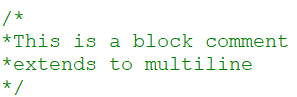 /*
*This is a block comment
*extends to multiline
*/